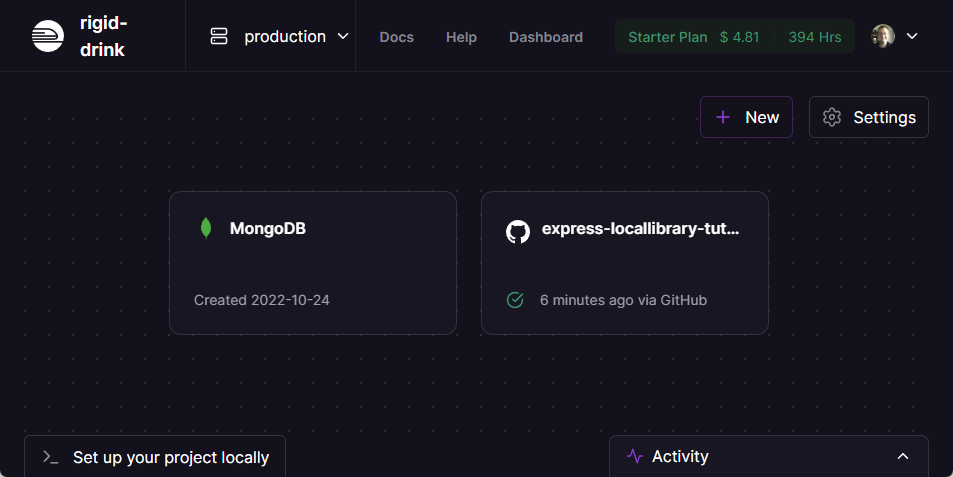 rigid-
drink
production
Docs
Help
Dashboard
Starter Plan $ 4.81 394 Hrs
New
Settings
MongoDB
express-locallibrary-tut...
Created 2022-10-24
6 minutes ago via GitHub
Set up your project locally
Activity